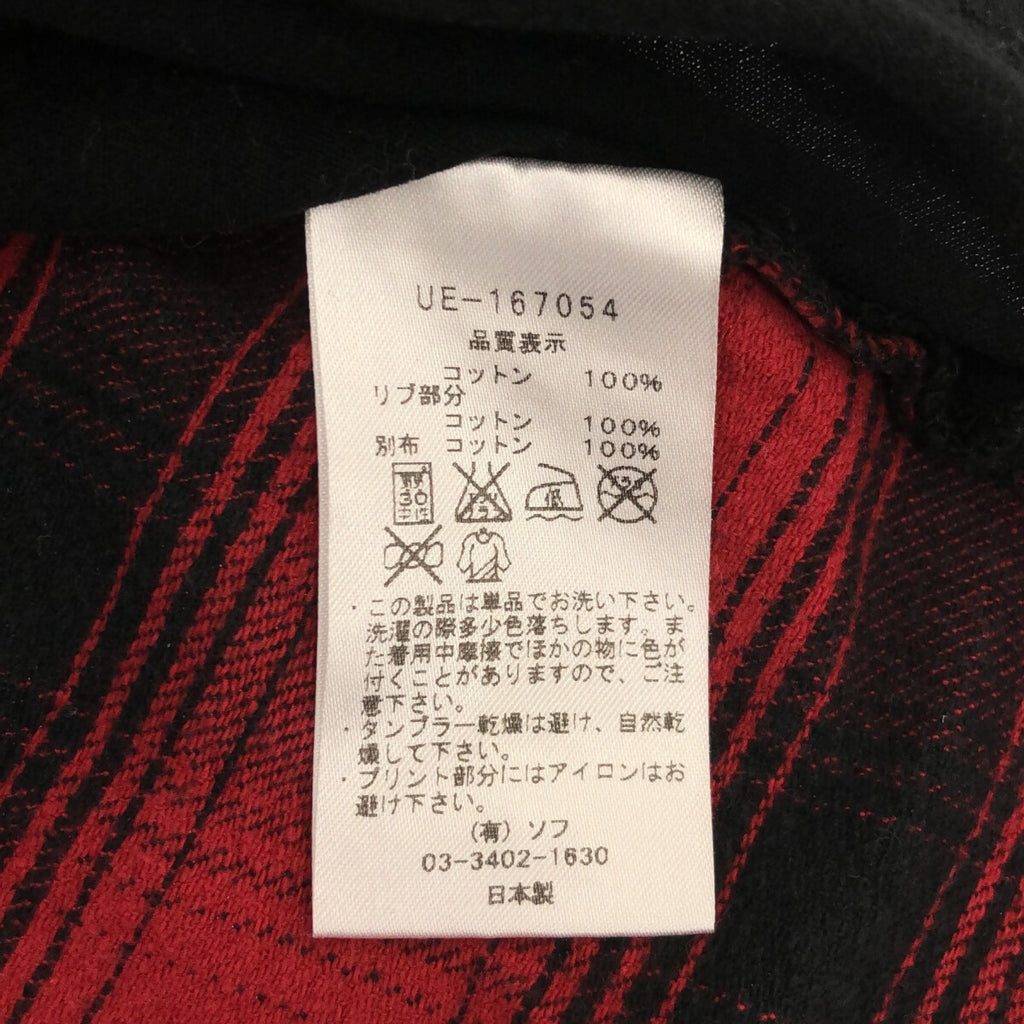 UE-167054
品質表示
コットン 100%
リブ部分
コットン 100%
別布 コットン 100%
30
中性
低
・この製品は単品でお洗い下さい。
洗濯の際多少色落ちします。ま
た着用中摩擦でほかの物に色が
付くことがありますので、ご注
意下さい。
・タンブラー乾燥は避け、自然乾
燥して下さい。
・プリント部分にはアイロンはお
避け下さい。
(有) ソフ
03-3402-1630
日本製